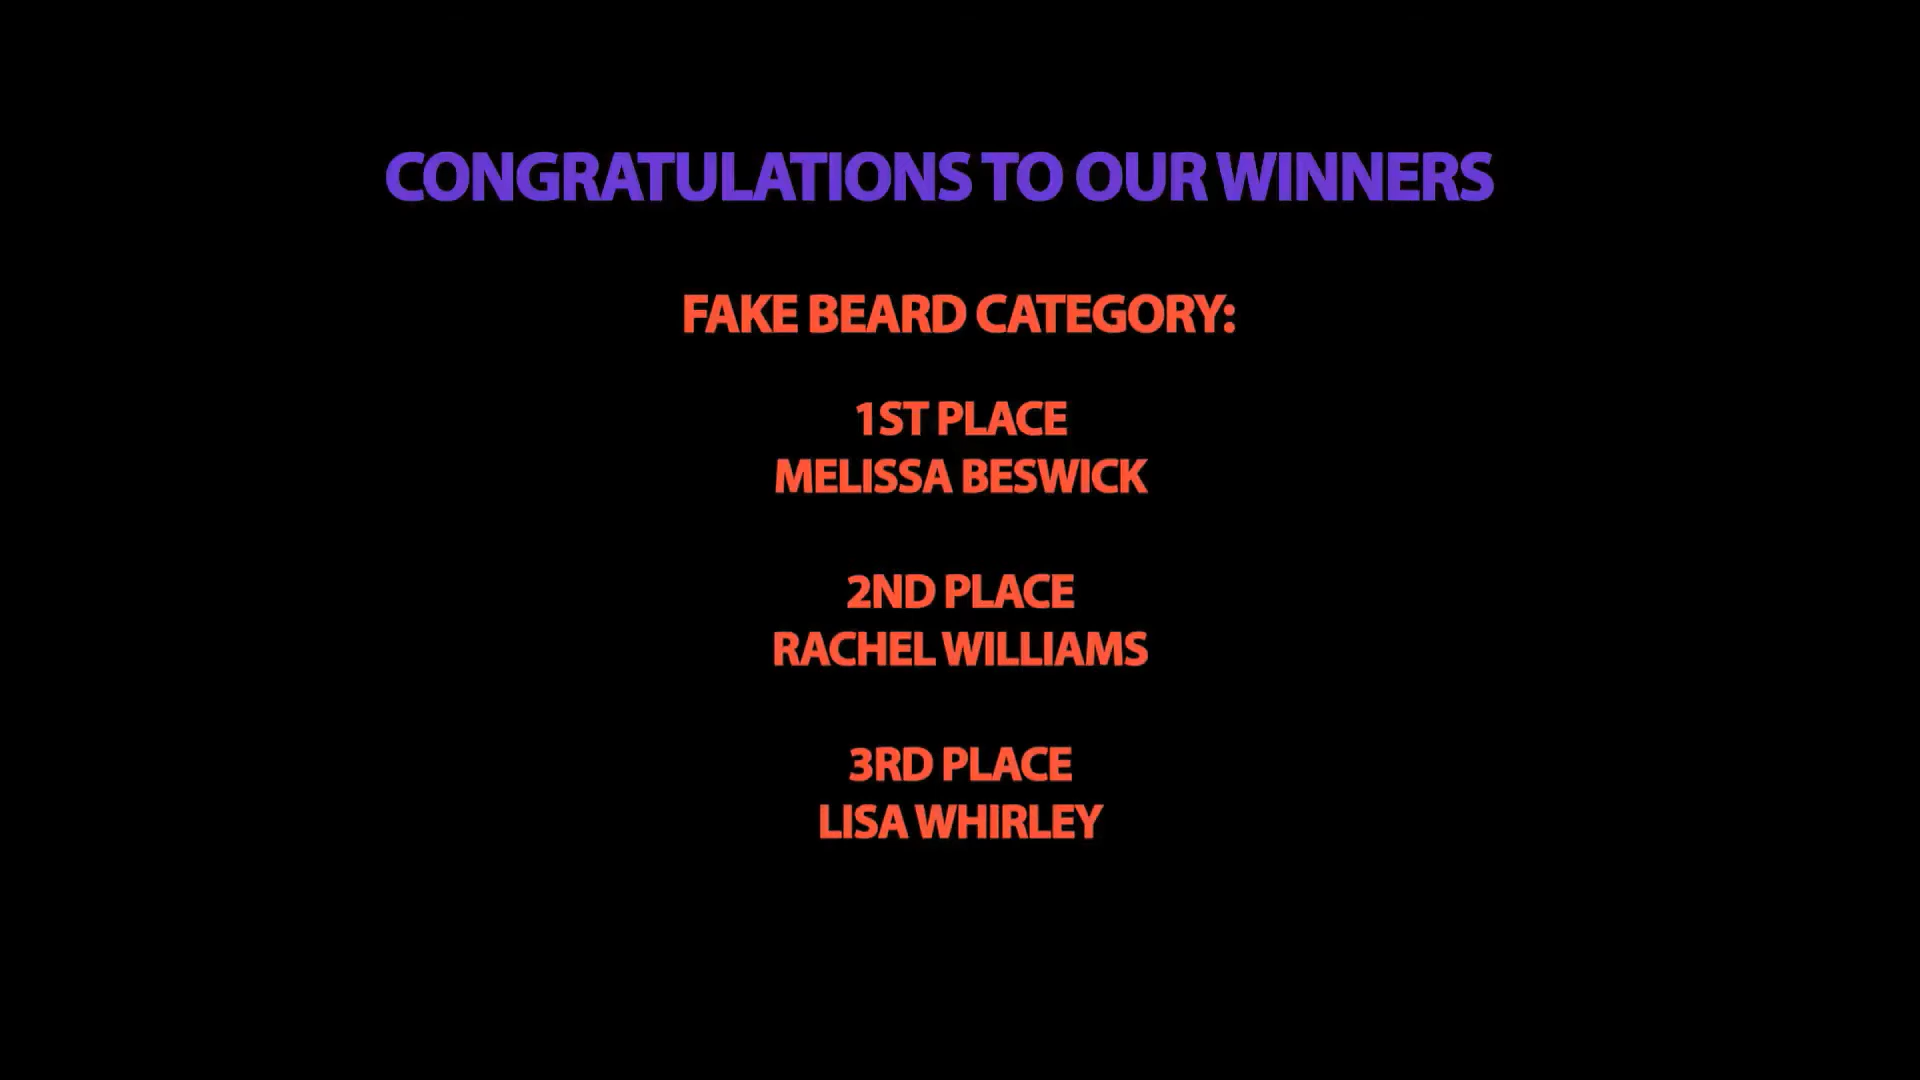 CONGRATULATIONS TO OUR WINNERS
FAKE BEARD CATEGORY:
1ST PLACE
MELISSA BESWICK
2ND PLACE
RACHEL WILLIAMS
3RD PLACE
LISA WHIRLEY